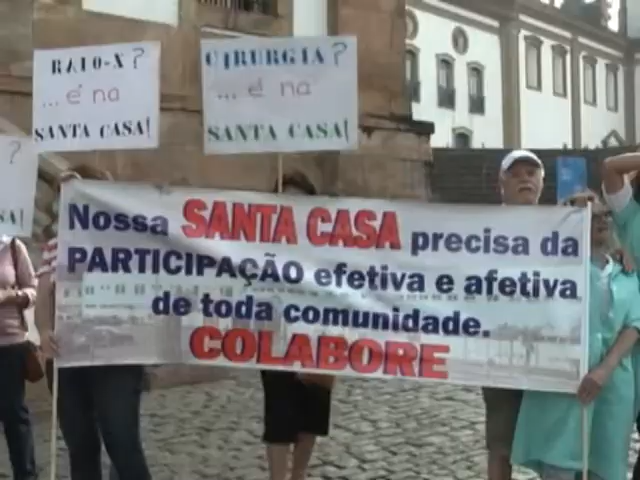 RAIO-X?
... é na
SANTA CASA!
CIRURGIA?
... é na
SANTA CASA!
?
SA!
Nossa SANTA CASA precisa da
PARTICIPAÇÃO efetiva e afetiva
de toda comunidade.
COLABORE